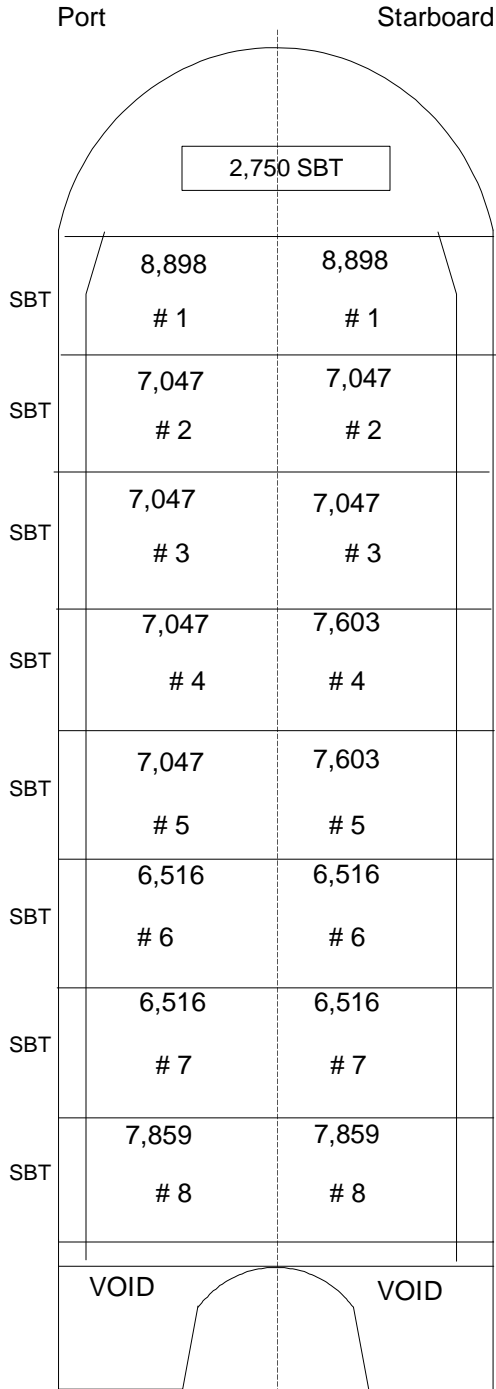 Port Starboard
2,750 SBT
8,898 8,898
SBT # 1 # 1
7,047 7,047
SBT # 2 # 2
7,047 7,047
SBT # 3 # 3
7,047 7,603
SBT # 4 # 4
7,047 7,603
SBT # 5 # 5
6,516 6,516
SBT # 6 # 6
6,516 6,516
SBT # 7 # 7
7,859 7,859
SBT # 8 # 8
VOID VOID